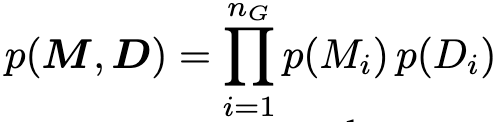 p(M, D) = ∏_{i=1}^{n_G} p(M_i) p(D_i)